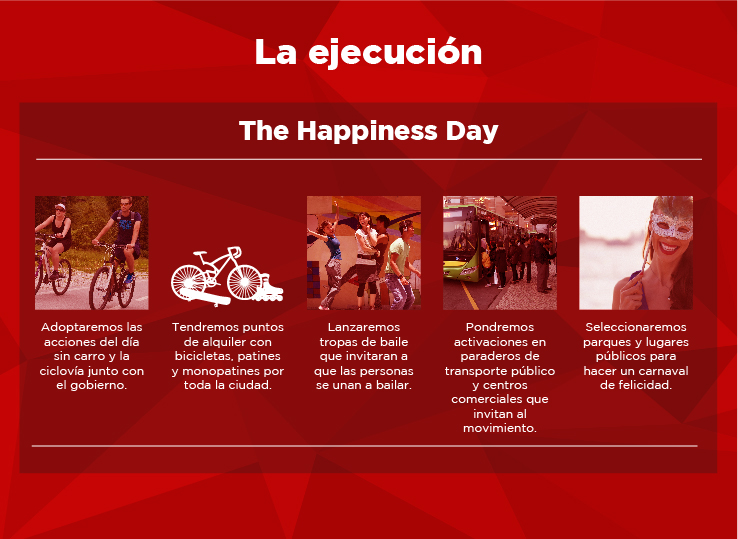 La ejecución
The Happiness Day
Adoptaremos las
acciones del día
sin carro y la
ciclovía junto con
el gobierno.
Tendremos puntos
de alquiler con
bicicletas, patines
y monopatines por
toda la ciudad.
Lanzaremos
tropas de baile
que invitaran a
que las personas
se unan a bailar.
Pondremos
activaciones en
paraderos de
transporte público
y centros
comerciales que
invitan al
movimiento.
Seleccionaremos
parques y lugares
públicos para
hacer un carnaval
de felicidad.